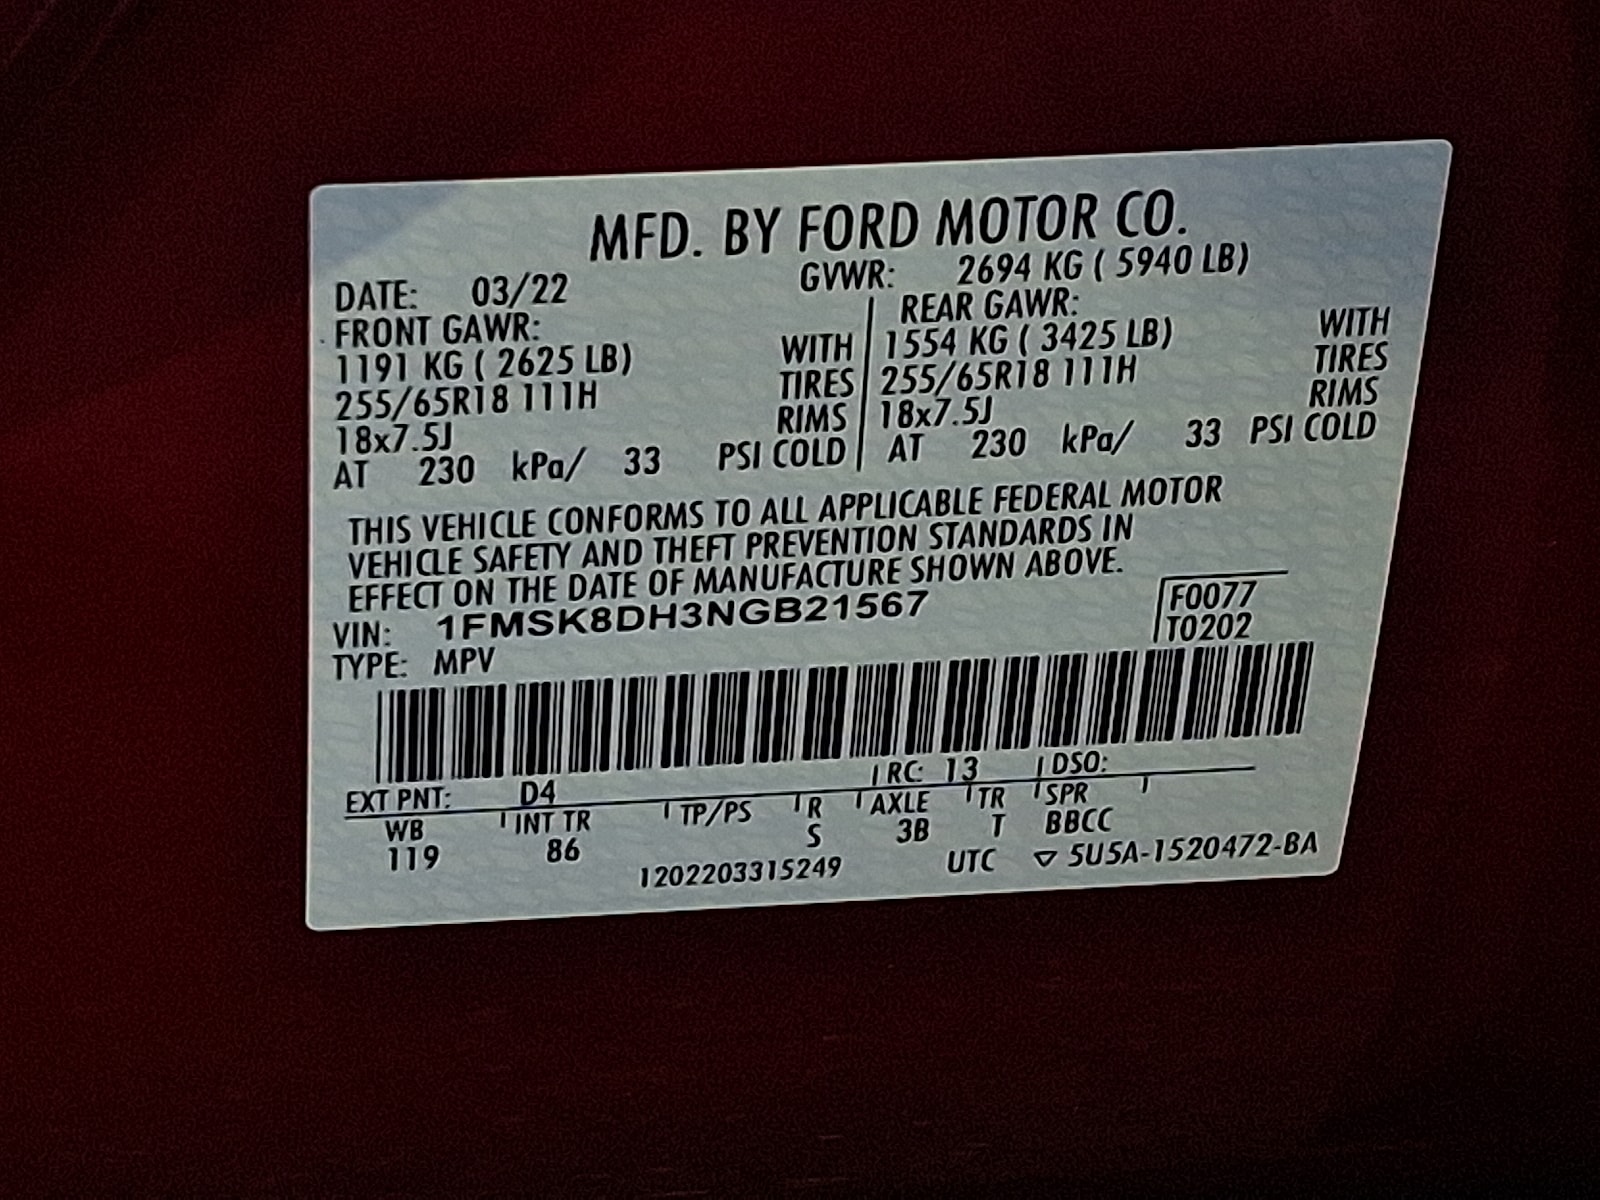 MFD. BY FORD MOTOR CO.
DATE: 03/22 GVWR: 2694 KG ( 5940 LB)
FRONT GAWR: REAR GAWR:
1191 KG ( 2625 LB) WITH 1554 KG ( 3425 LB) WITH
255/65R18 111H TIRES 255/65R18 111H TIRES
18x7.5J RIMS 18x7.5J RIMS
AT 230 kPa/ 33 PSI COLD AT 230 kPa/ 33 PSI COLD
THIS VEHICLE CONFORMS TO ALL APPLICABLE FEDERAL MOTOR
VEHICLE SAFETY AND THEFT PREVENTION STANDARDS IN
EFFECT ON THE DATE OF MANUFACTURE SHOWN ABOVE.
VIN: 1FMSK8DH3NGB21567 F0077
TYPE: MPV T0202
EXT PNT: D4 RC: 13 DSO:
WB INT TR TP/PS R AXLE TR SPR
119 86 S 3B T BBCC
1202203315249 UTC ▽ 5U5A-1520472-BA